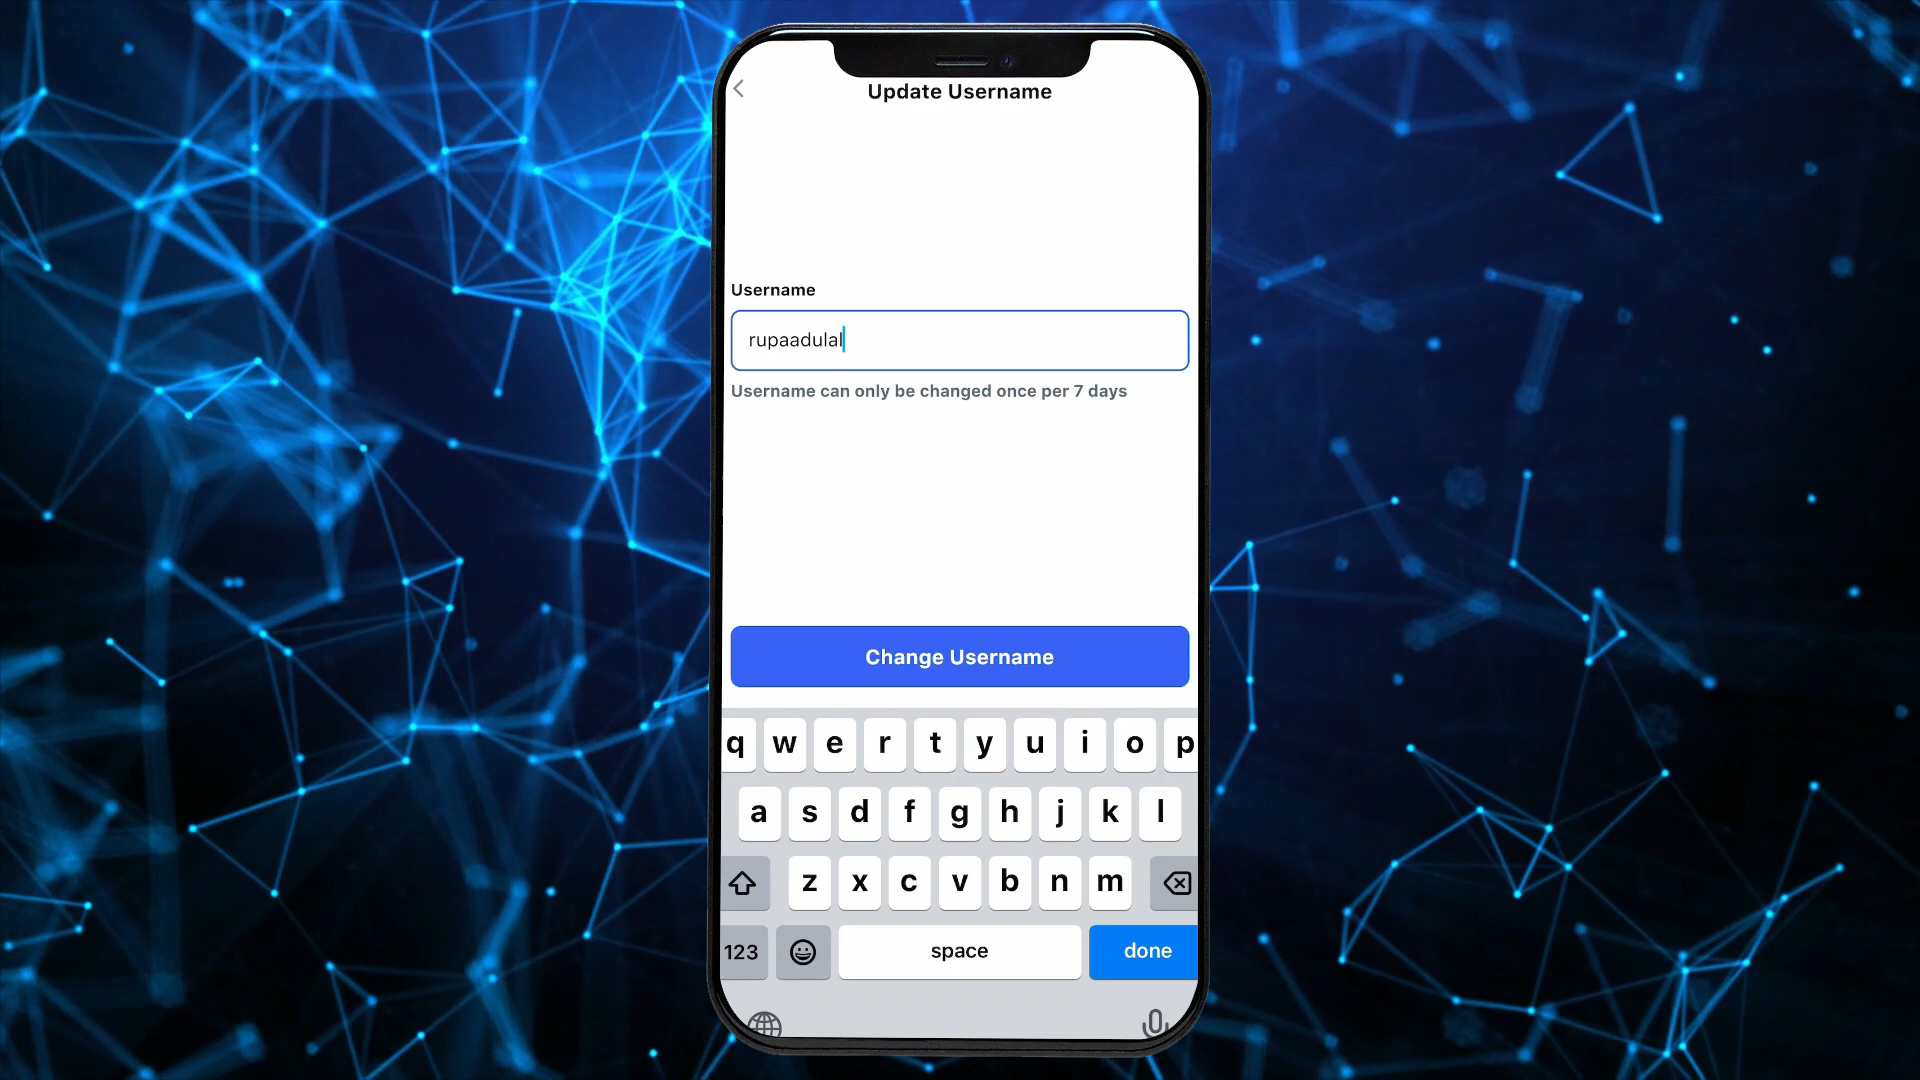 Update Username
Username
rupaadulal
Username can only be changed once per 7 days
Change Username
q w e r t y u i o p
a s d f g h j k l
z x c v b n m
123 space done